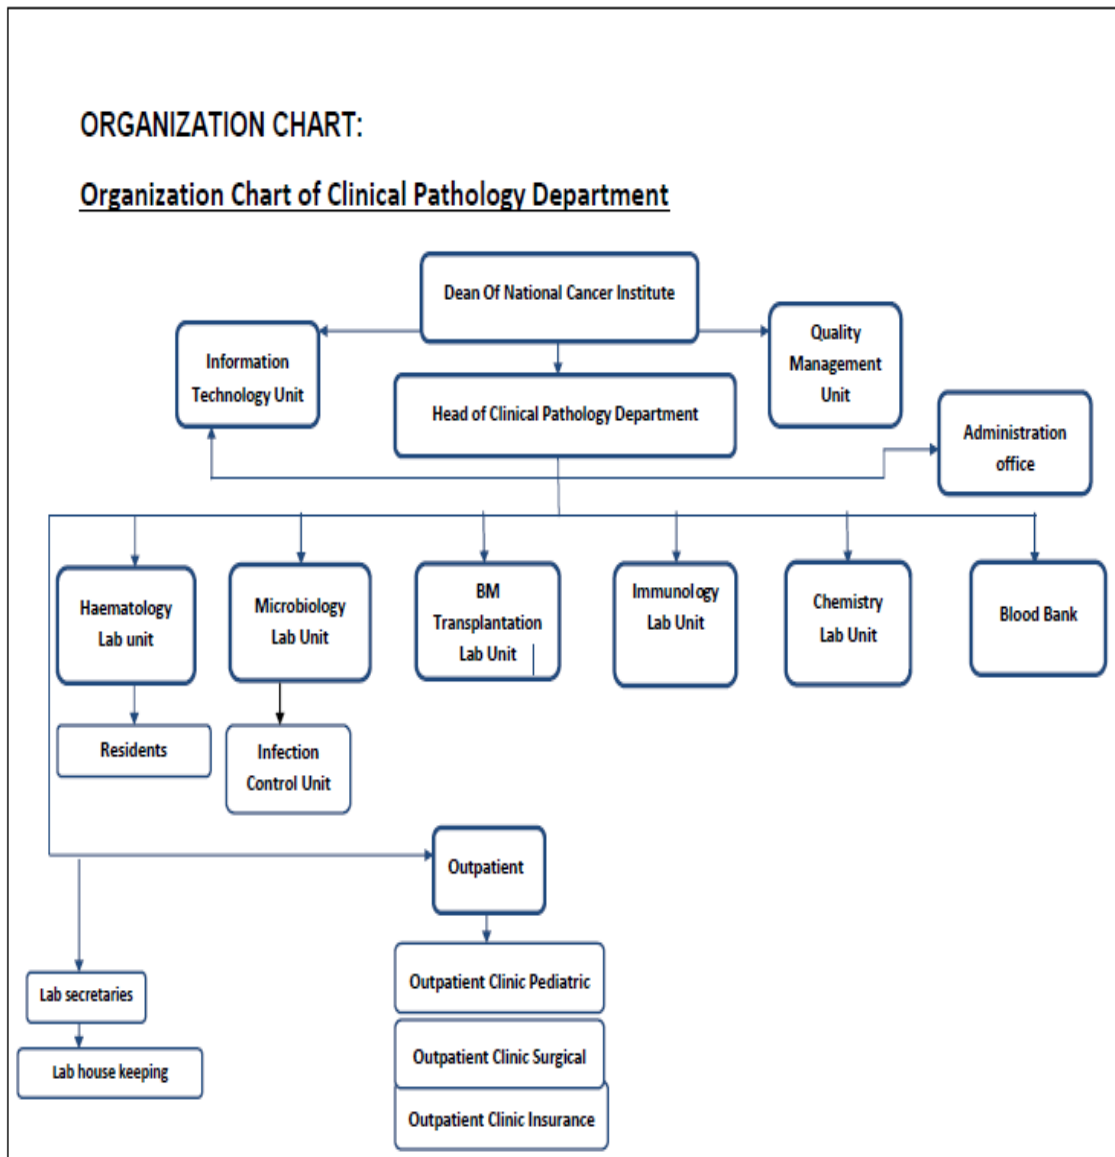 ORGANIZATION CHART:
Organization Chart of Clinical Pathology Department
Dean Of National Cancer Institute
Information
Technology Unit
Quality
Management
Unit
Head of Clinical Pathology Department
Administration
office
Haematology
Lab unit
Microbiology
Lab Unit
BM
Transplantation
Lab Unit
Immunology
Lab Unit
Chemistry
Lab Unit
Blood Bank
Residents
Infection
Control Unit
Outpatient
Outpatient Clinic Pediatric
Lab secretaries
Outpatient Clinic Surgical
Lab house keeping
Outpatient Clinic Insurance